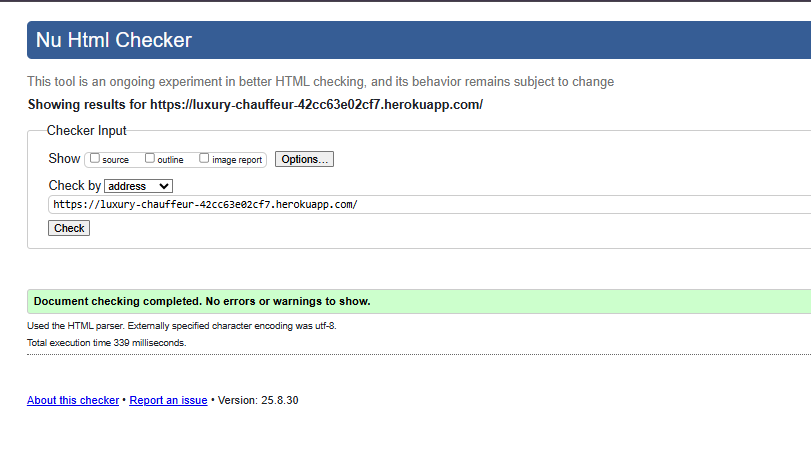 Nu Html Checker
This tool is an ongoing experiment in better HTML checking, and its behavior remains subject to change
Showing results for https://luxury-chauffeur-42cc63e02cf7.herokuapp.com/
Checker Input
Show source outline image report Options...
Check by address
https://luxury-chauffeur-42cc63e02cf7.herokuapp.com/
Check
Document checking completed. No errors or warnings to show.
Used the HTML parser. Externally specified character encoding was utf-8.
Total execution time 339 milliseconds.
About this checker • Report an issue • Version: 25.8.30